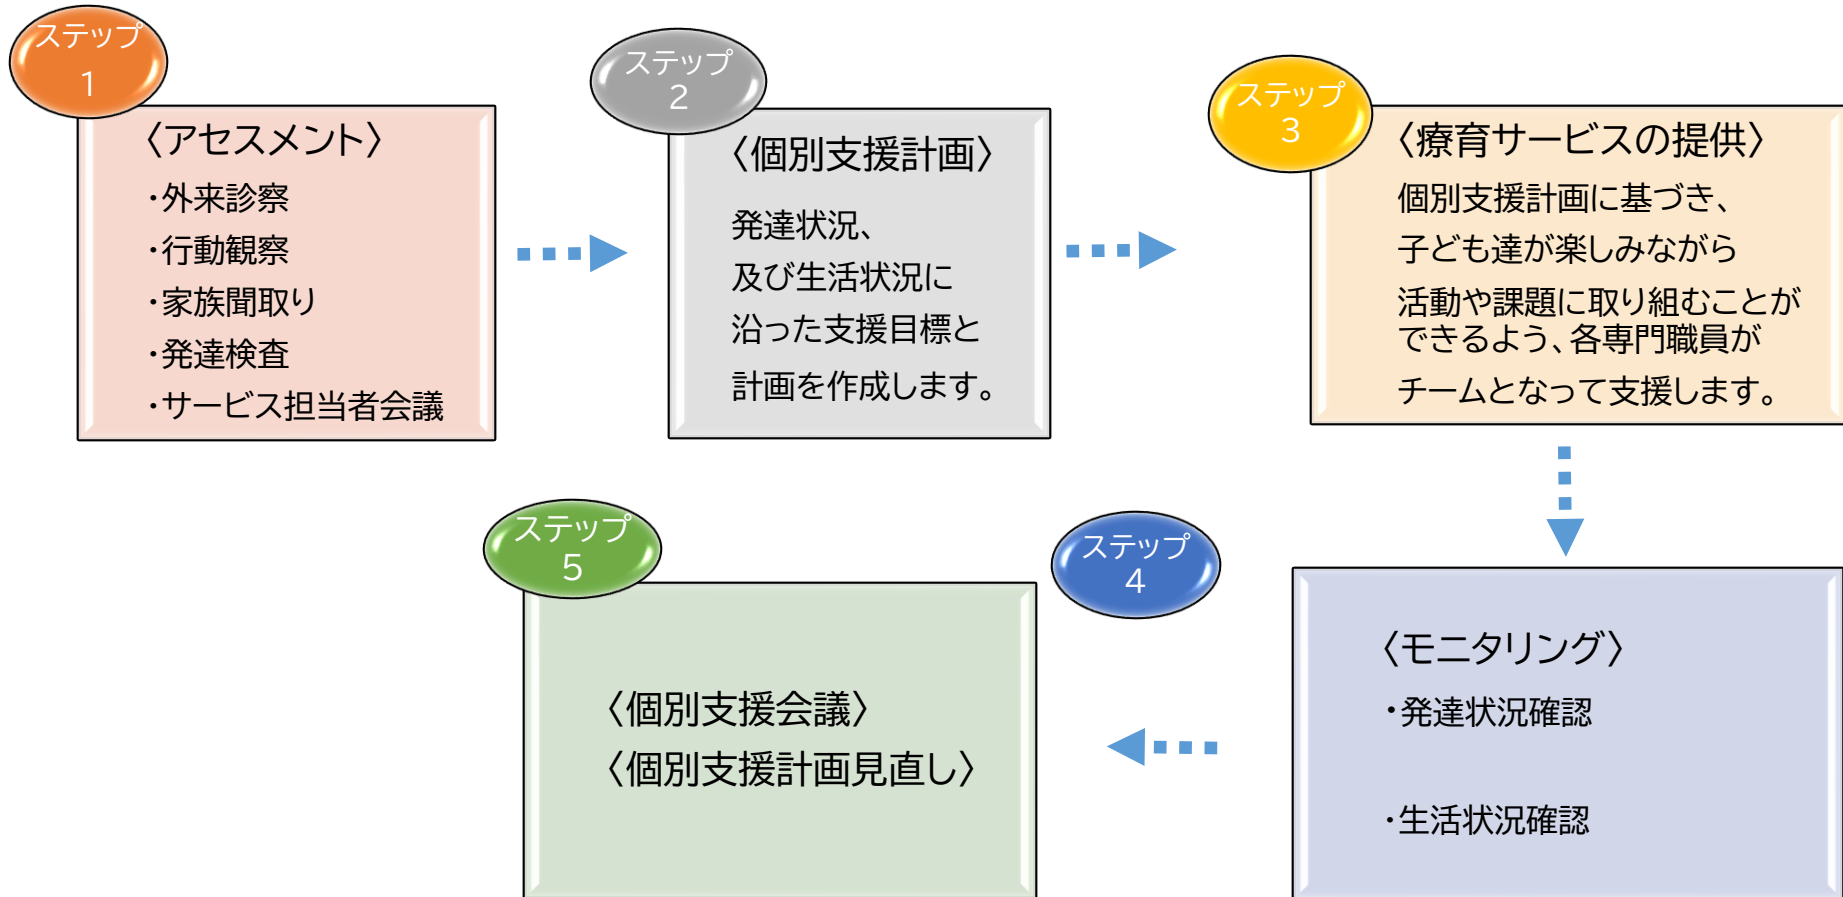 ステップ
1
〈アセスメント〉
・外来診察
・行動観察
・家族聞取り
・発達検査
・サービス担当者会議
ステップ
2
〈個別支援計画〉
発達状況、
及び生活状況に
沿った支援目標と
計画を作成します。
ステップ
3
〈療育サービスの提供〉
個別支援計画に基づき、
子ども達が楽しみながら
活動や課題に取り組むことが
できるよう、各専門職員が
チームとなって支援します。
ステップ
4
〈モニタリング〉
・発達状況確認
・生活状況確認
ステップ
5
〈個別支援会議〉
〈個別支援計画見直し〉